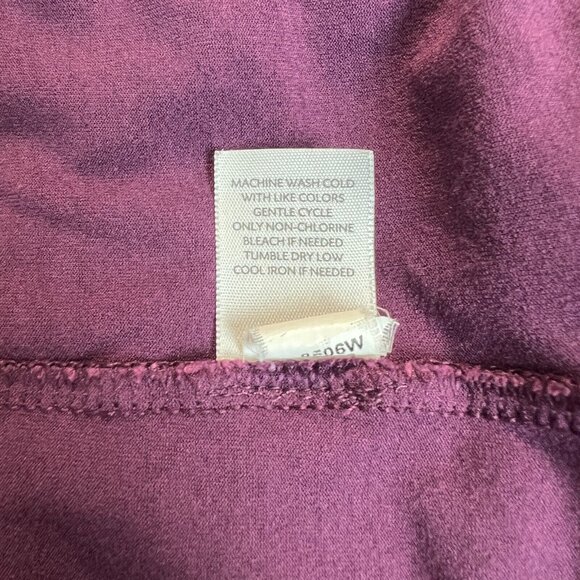 MACHINE WASH COLD
WITH LIKE COLORS
GENTLE CYCLE
ONLY NON-CHLORINE
BLEACH IF NEEDED
TUMBLE DRY LOW
COOL IRON IF NEEDED